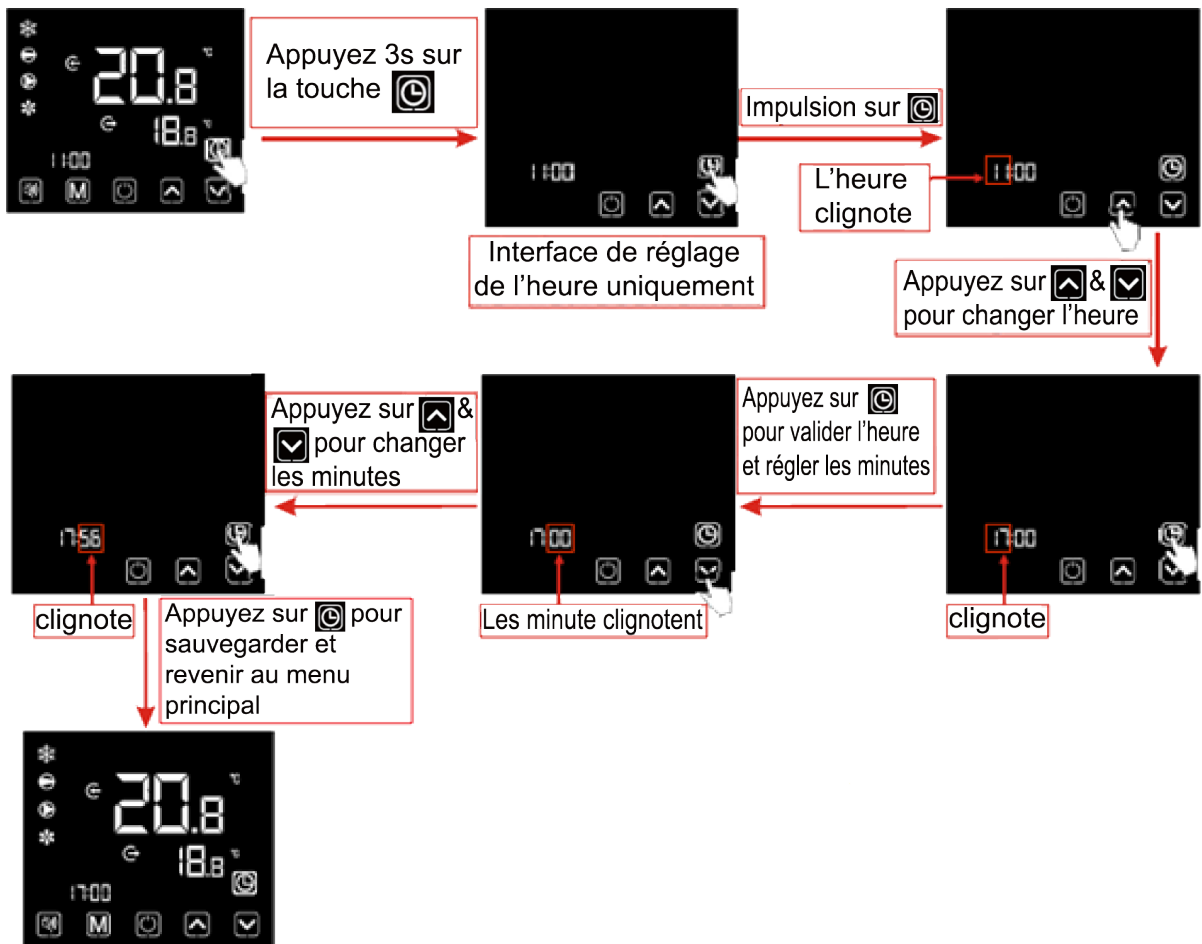 20.8 °C
18.8 °C
11:00
M
Appuyez 3s sur
la touche
11:00
Interface de réglage
de l'heure uniquement
Impulsion sur
11:00
L'heure
clignote
Appuyez sur &
pour changer l'heure
17:00
clignote
Appuyez sur
pour valider l'heure
et régler les minutes
17:00
Les minute clignotent
Appuyez sur &
pour changer
les minutes
17:56
clignote
Appuyez sur pour
sauvegarder et
revenir au menu
principal
20.8 °C
18.8 °C
17:00
M